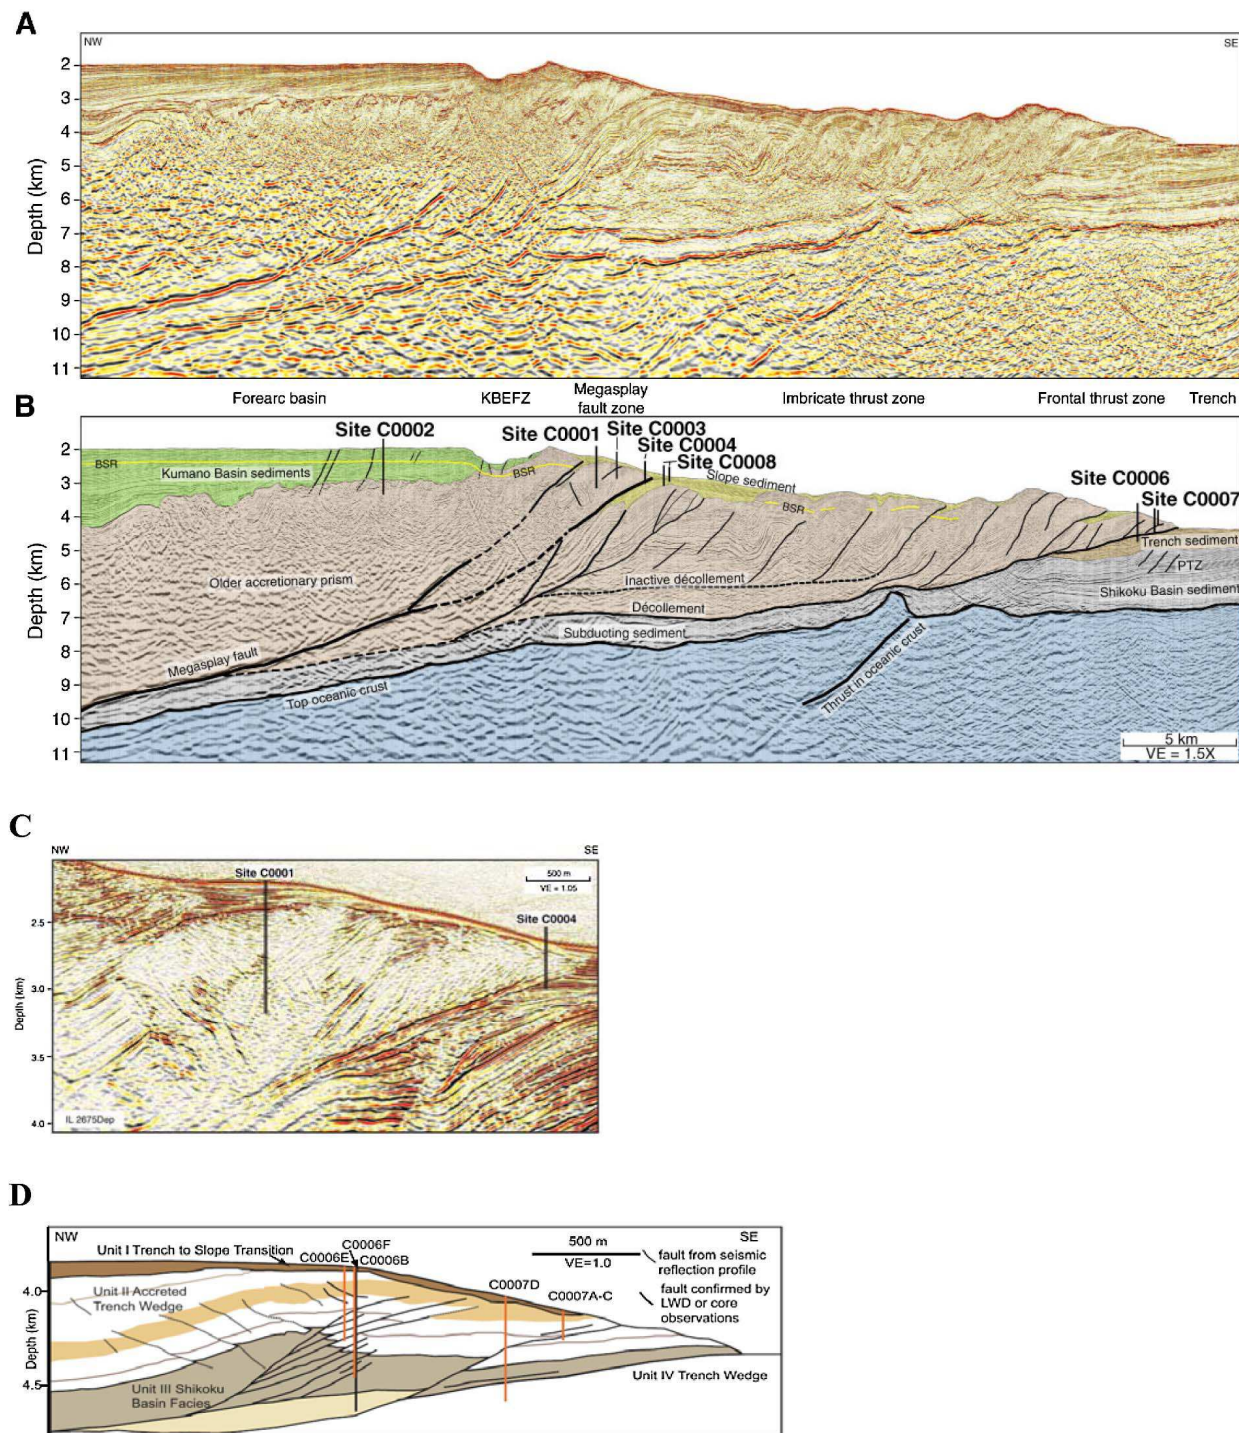 A
NW
SE
Depth (km)
2
3
4
5
6
7
8
9
10
11
B
Forearc basin
KBEFZ
Megasplay
fault zone
Imbricate thrust zone
Frontal thrust zone
Trench
Depth (km)
2
3
4
5
6
7
8
9
10
11
Site C0002
Site C0001
Site C0003
Site C0004
Site C0008
Site C0006
Site C0007
BSR
Kumano Basin sediments
BSR
Slope sediment
BSR
Trench sediment
PTZ
Older accretionary prism
Inactive décollement
Shikoku Basin sediment
Décollement
Subducting sediment
Megasplay fault
Top oceanic crust
Thrust in oceanic crust
5 km
VE = 1.5X
C
NW
SE
Site C0001
500 m
VE = 1.05
Site C0004
Depth (km)
2.5
3.0
3.5
4.0
IL 2675Dep
D
NW
SE
Unit I Trench to Slope Transition
C0006E
C0006F
C0006B
500 m
VE=1.0
fault from seismic
reflection profile
fault confirmed by
LWD or core
observations
C0007D
C0007A-C
Depth (km)
4.0
4.5
Unit II Accreted
Trench Wedge
Unit III Shikoku
Basin Facies
Unit IV Trench Wedge